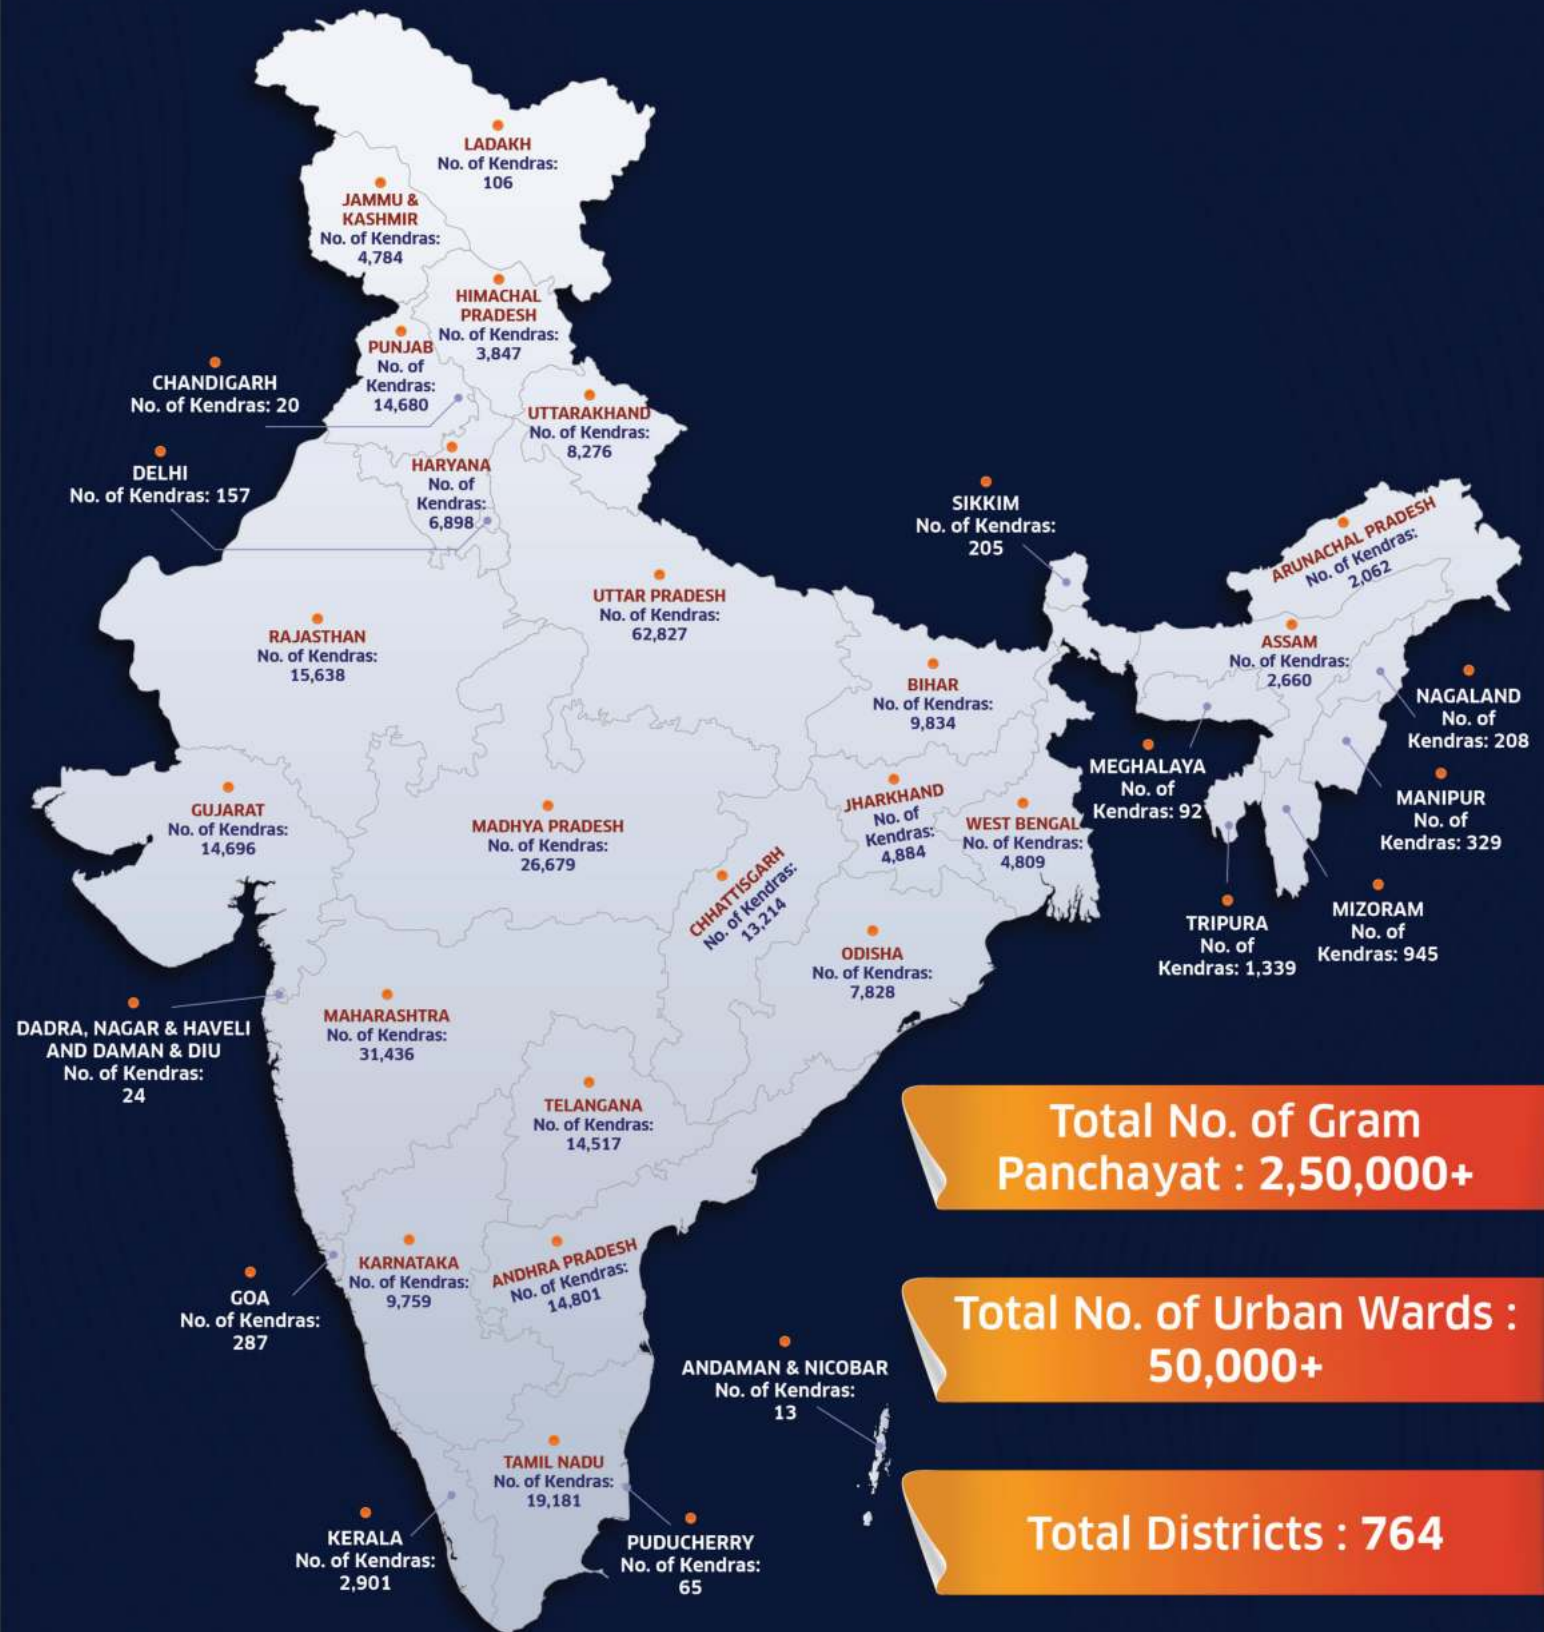 LADAKH
No. of Kendras:
106
JAMMU &
KASHMIR
No. of Kendras:
4,784
HIMACHAL
PRADESH
No. of Kendras:
3,847
PUNJAB
No. of
Kendras:
14,680
CHANDIGARH
No. of Kendras: 20
UTTARAKHAND
No. of Kendras:
8,276
HARYANA
No. of
Kendras:
6,898
DELHI
No. of Kendras: 157
SIKKIM
No. of Kendras:
205
ARUNACHAL PRADESH
No. of Kendras:
2,062
UTTAR PRADESH
No. of Kendras:
62,827
RAJASTHAN
No. of Kendras:
15,638
ASSAM
No. of Kendras:
2,660
BIHAR
No. of Kendras:
9,834
NAGALAND
No. of
Kendras: 208
MEGHALAYA
No. of
Kendras: 92
MANIPUR
No. of
Kendras: 329
GUJARAT
No. of Kendras:
14,696
MADHYA PRADESH
No. of Kendras:
26,679
JHARKHAND
No. of
Kendras:
4,884
WEST BENGAL
No. of Kendras:
4,809
CHHATTISGARH
No. of Kendras:
13,214
TRIPURA
No. of
Kendras: 1,339
MIZORAM
No. of
Kendras: 945
ODISHA
No. of Kendras:
7,828
DADRA, NAGAR & HAVELI
AND DAMAN & DIU
No. of Kendras:
24
MAHARASHTRA
No. of Kendras:
31,436
TELANGANA
No. of Kendras:
14,517
Total No. of Gram
Panchayat : 2,50,000+
KARNATAKA
No. of Kendras:
9,759
ANDHRA PRADESH
No. of Kendras:
14,801
GOA
No. of Kendras:
287
Total No. of Urban Wards :
50,000+
ANDAMAN & NICOBAR
No. of Kendras:
13
TAMIL NADU
No. of Kendras:
19,181
KERALA
No. of Kendras:
2,901
PUDUCHERRY
No. of Kendras:
65
Total Districts : 764